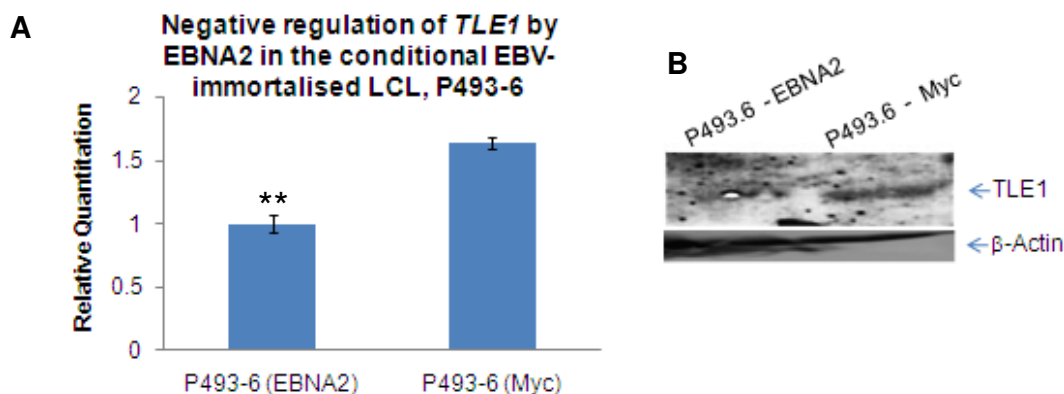 A
Negative regulation of TLE1 by
EBNA2 in the conditional EBV-
immortalised LCL, P493-6
Relative Quantitation
2
1.5
1
0.5
0
**
P493-6 (EBNA2)
P493-6 (Myc)
B
P493.6 - EBNA2
P493.6 - Myc
TLE1
β-Actin